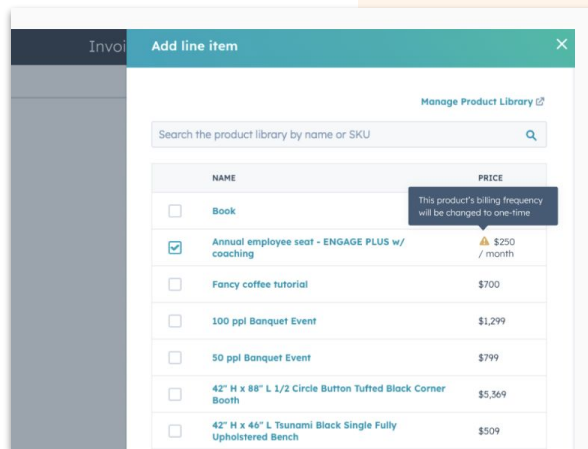 Invoi
Add line item
Manage Product Library
Search the product library by name or SKU
NAME PRICE
This product's billing frequency
will be changed to one-time
Book
Annual employee seat - ENGAGE PLUS w/
coaching
$250
/ month
Fancy coffee tutorial $700
100 ppl Banquet Event $1,299
50 ppl Banquet Event $799
42" H x 88" L 1/2 Circle Button Tufted Black Corner
Booth
$5,369
42" H x 46" L Tsunami Black Single Fully
Upholstered Bench
$509